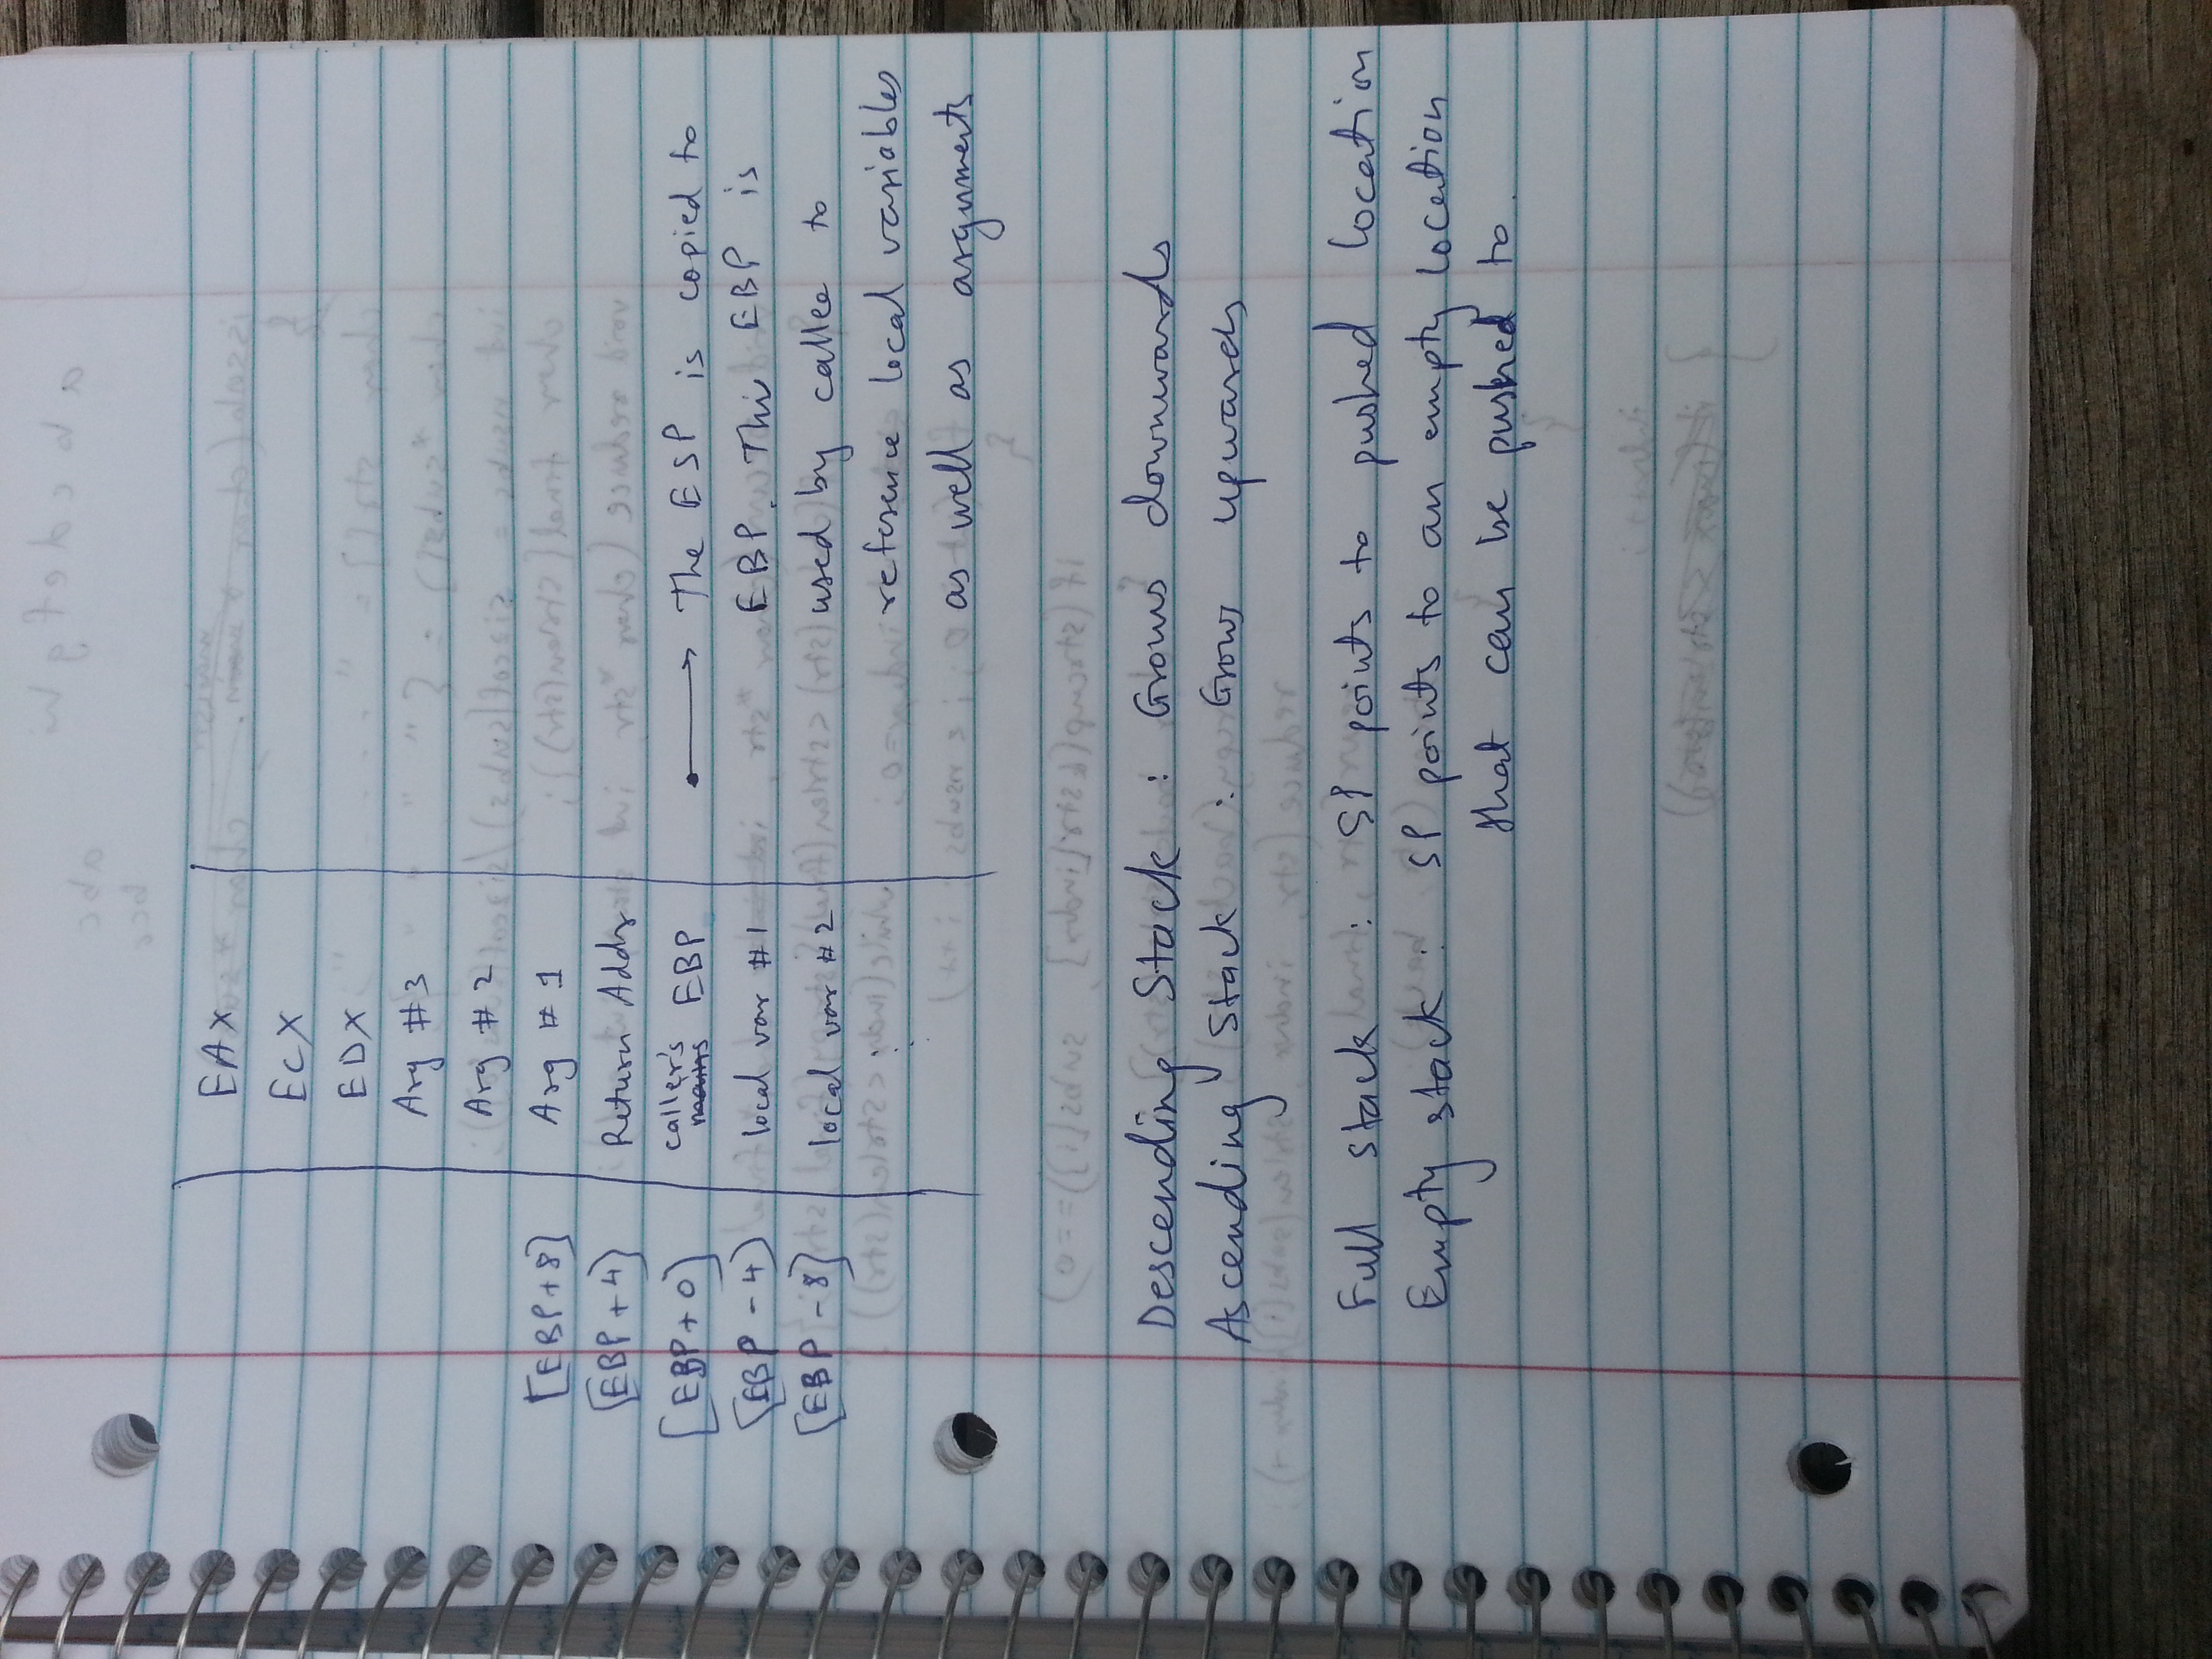 EAX
ECX
EDX
Arg #3
Arg #2
[EBP+8] Arg #1
[EBP+4] Return Addr
[EBP+0] caller's mains EBP → The ESP is copied to
[EBP-4] local var #1 EBP. This EBP is
[EBP-8] local var #2 used by callee to
reference local variables
as well as arguments
Descending Stack : Grows downwards
Ascending Stack : Grows upwards
Full stack : SP points to pushed location
Empty stack : SP points to an empty location
that can be pushed to.